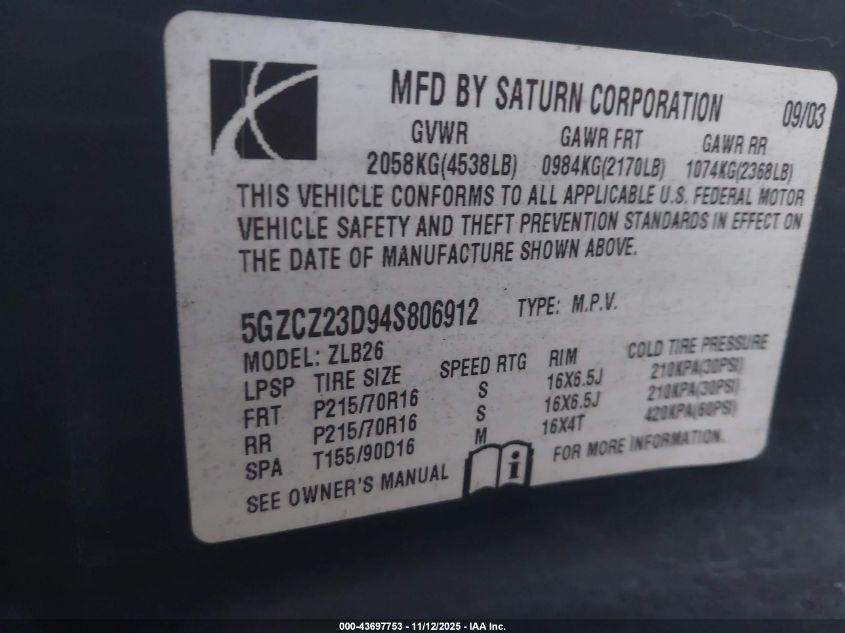 MFD BY SATURN CORPORATION 09/03
GVWR GAWR FRT GAWR RR
2058KG(4538LB) 0984KG(2170LB) 1074KG(2368LB)
THIS VEHICLE CONFORMS TO ALL APPLICABLE U.S. FEDERAL MOTOR
VEHICLE SAFETY AND THEFT PREVENTION STANDARDS IN EFFECT ON
THE DATE OF MANUFACTURE SHOWN ABOVE.
5GZCZ23D94S806912 TYPE: M.P.V.
MODEL: ZLB26
LPSP TIRE SIZE SPEED RTG RIM COLD TIRE PRESSURE
FRT P215/70R16 S 16X6.5J 210KPA(30PSI)
RR P215/70R16 S 16X6.5J 210KPA(30PSI)
SPA T155/90D16 M 16X4T 420KPA(60PSI)
SEE OWNER'S MANUAL i FOR MORE INFORMATION.
000-43697753 - 11/12/2025 - IAA Inc.